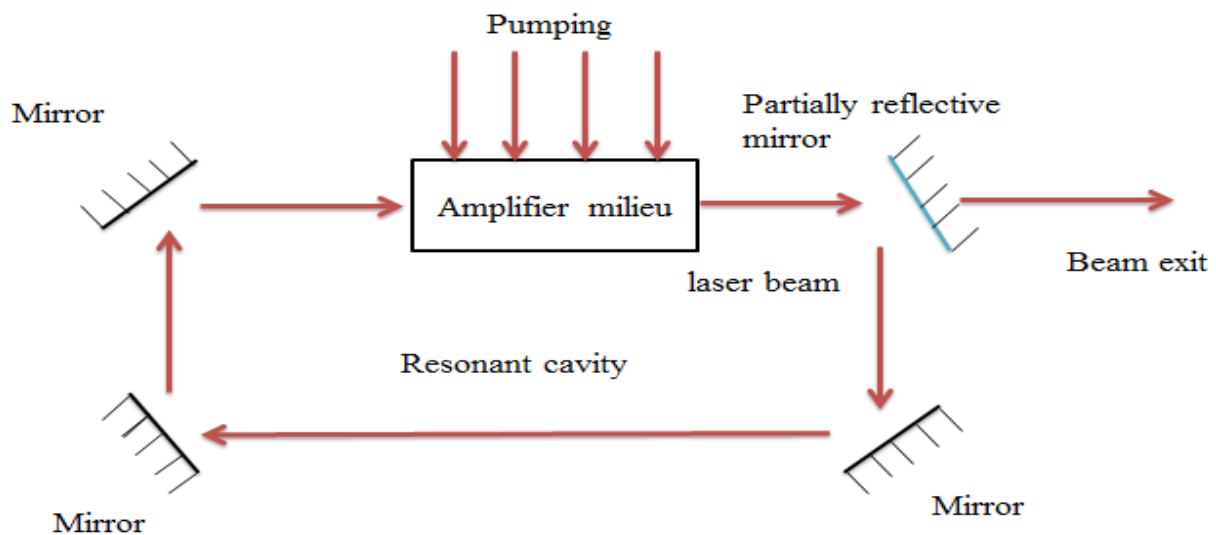 Pumping
Mirror
Partially reflective
mirror
Amplifier milieu
Beam exit
laser beam
Resonant cavity
Mirror
Mirror